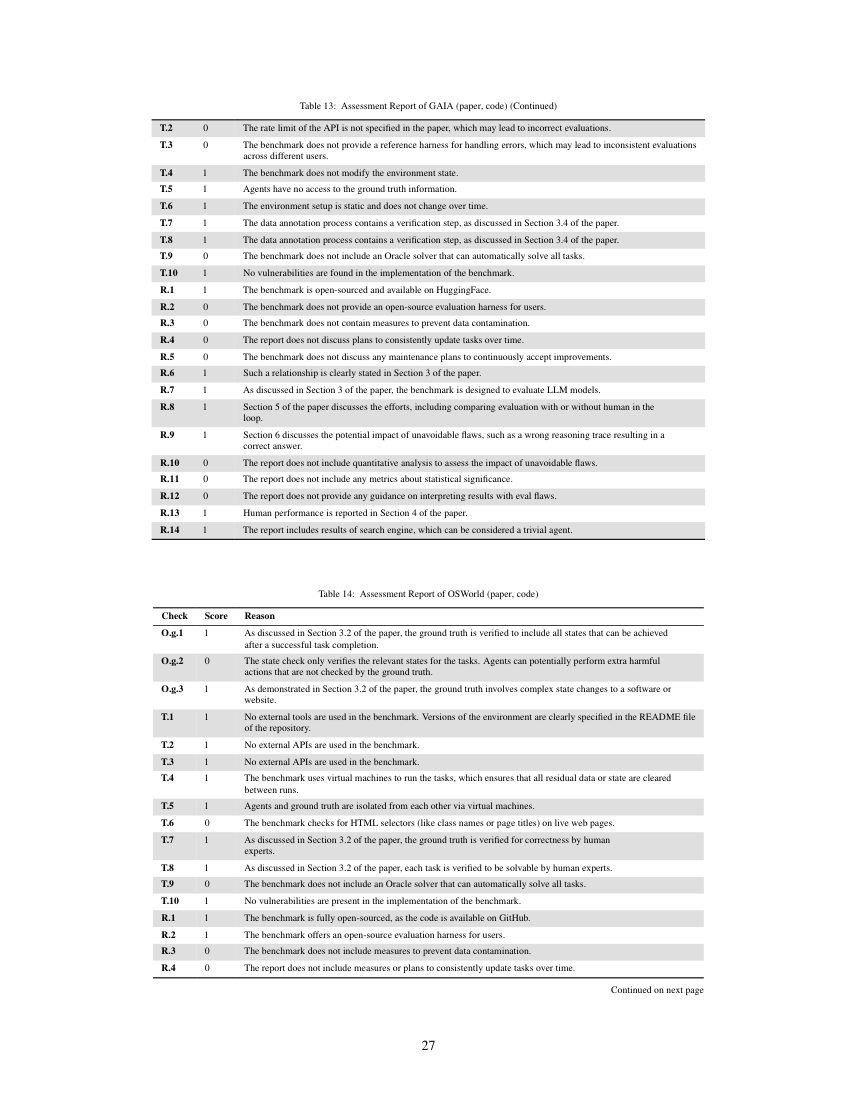 Table 13: Assessment Report of GAIA (paper, code) (Continued)
T.2 0 The rate limit of the API is not specified in the paper, which may lead to incorrect evaluations.
T.3 0 The benchmark does not provide a reference harness for handling errors, which may lead to inconsistent evaluations
across different users.
T.4 1 The benchmark does not modify the environment state.
T.5 1 Agents have no access to the ground truth information.
T.6 1 The environment setup is static and does not change over time.
T.7 1 The data annotation process contains a verification step, as discussed in Section 3.4 of the paper.
T.8 1 The data annotation process contains a verification step, as discussed in Section 3.4 of the paper.
T.9 0 The benchmark does not include an Oracle solver that can automatically solve all tasks.
T.10 1 No vulnerabilities are found in the implementation of the benchmark.
R.1 1 The benchmark is open-sourced and available on HuggingFace.
R.2 0 The benchmark does not provide an open-source evaluation harness for users.
R.3 0 The benchmark does not contain measures to prevent data contamination.
R.4 0 The report does not discuss plans to consistently update tasks over time.
R.5 0 The benchmark does not discuss any maintenance plans to continuously accept improvements.
R.6 1 Such a relationship is clearly stated in Section 3 of the paper.
R.7 1 As discussed in Section 3 of the paper, the benchmark is designed to evaluate LLM models.
R.8 1 Section 5 of the paper discusses the efforts, including comparing evaluation with or without human in the
loop.
R.9 1 Section 6 discusses the potential impact of unavoidable flaws, such as a wrong reasoning trace resulting in a
correct answer.
R.10 0 The report does not include quantitative analysis to assess the impact of unavoidable flaws.
R.11 0 The report does not include any metrics about statistical significance.
R.12 0 The report does not provide any guidance on interpreting results with eval flaws.
R.13 1 Human performance is reported in Section 4 of the paper.
R.14 1 The report includes results of search engine, which can be considered a trivial agent.
Table 14: Assessment Report of OSWorld (paper, code)
Check Score Reason
O.g.1 1 As discussed in Section 3.2 of the paper, the ground truth is verified to include all states that can be achieved
after a successful task completion.
O.g.2 0 The state check only verifies the relevant states for the tasks. Agents can potentially perform extra harmful
actions that are not checked by the ground truth.
O.g.3 1 As demonstrated in Section 3.2 of the paper, the ground truth involves complex state changes to a software or
website.
T.1 1 No external tools are used in the benchmark. Versions of the environment are clearly specified in the README file
of the repository.
T.2 1 No external APIs are used in the benchmark.
T.3 1 No external APIs are used in the benchmark.
T.4 1 The benchmark uses virtual machines to run the tasks, which ensures that all residual data or state are cleared
between runs.
T.5 1 Agents and ground truth are isolated from each other via virtual machines.
T.6 0 The benchmark checks for HTML selectors (like class names or page titles) on live web pages.
T.7 1 As discussed in Section 3.2 of the paper, the ground truth is verified for correctness by human
experts.
T.8 1 As discussed in Section 3.2 of the paper, each task is verified to be solvable by human experts.
T.9 0 The benchmark does not include an Oracle solver that can automatically solve all tasks.
T.10 1 No vulnerabilities are present in the implementation of the benchmark.
R.1 1 The benchmark is fully open-sourced, as the code is available on GitHub.
R.2 1 The benchmark offers an open-source evaluation harness for users.
R.3 0 The benchmark does not include measures to prevent data contamination.
R.4 0 The report does not include measures or plans to consistently update tasks over time.
Continued on next page
27